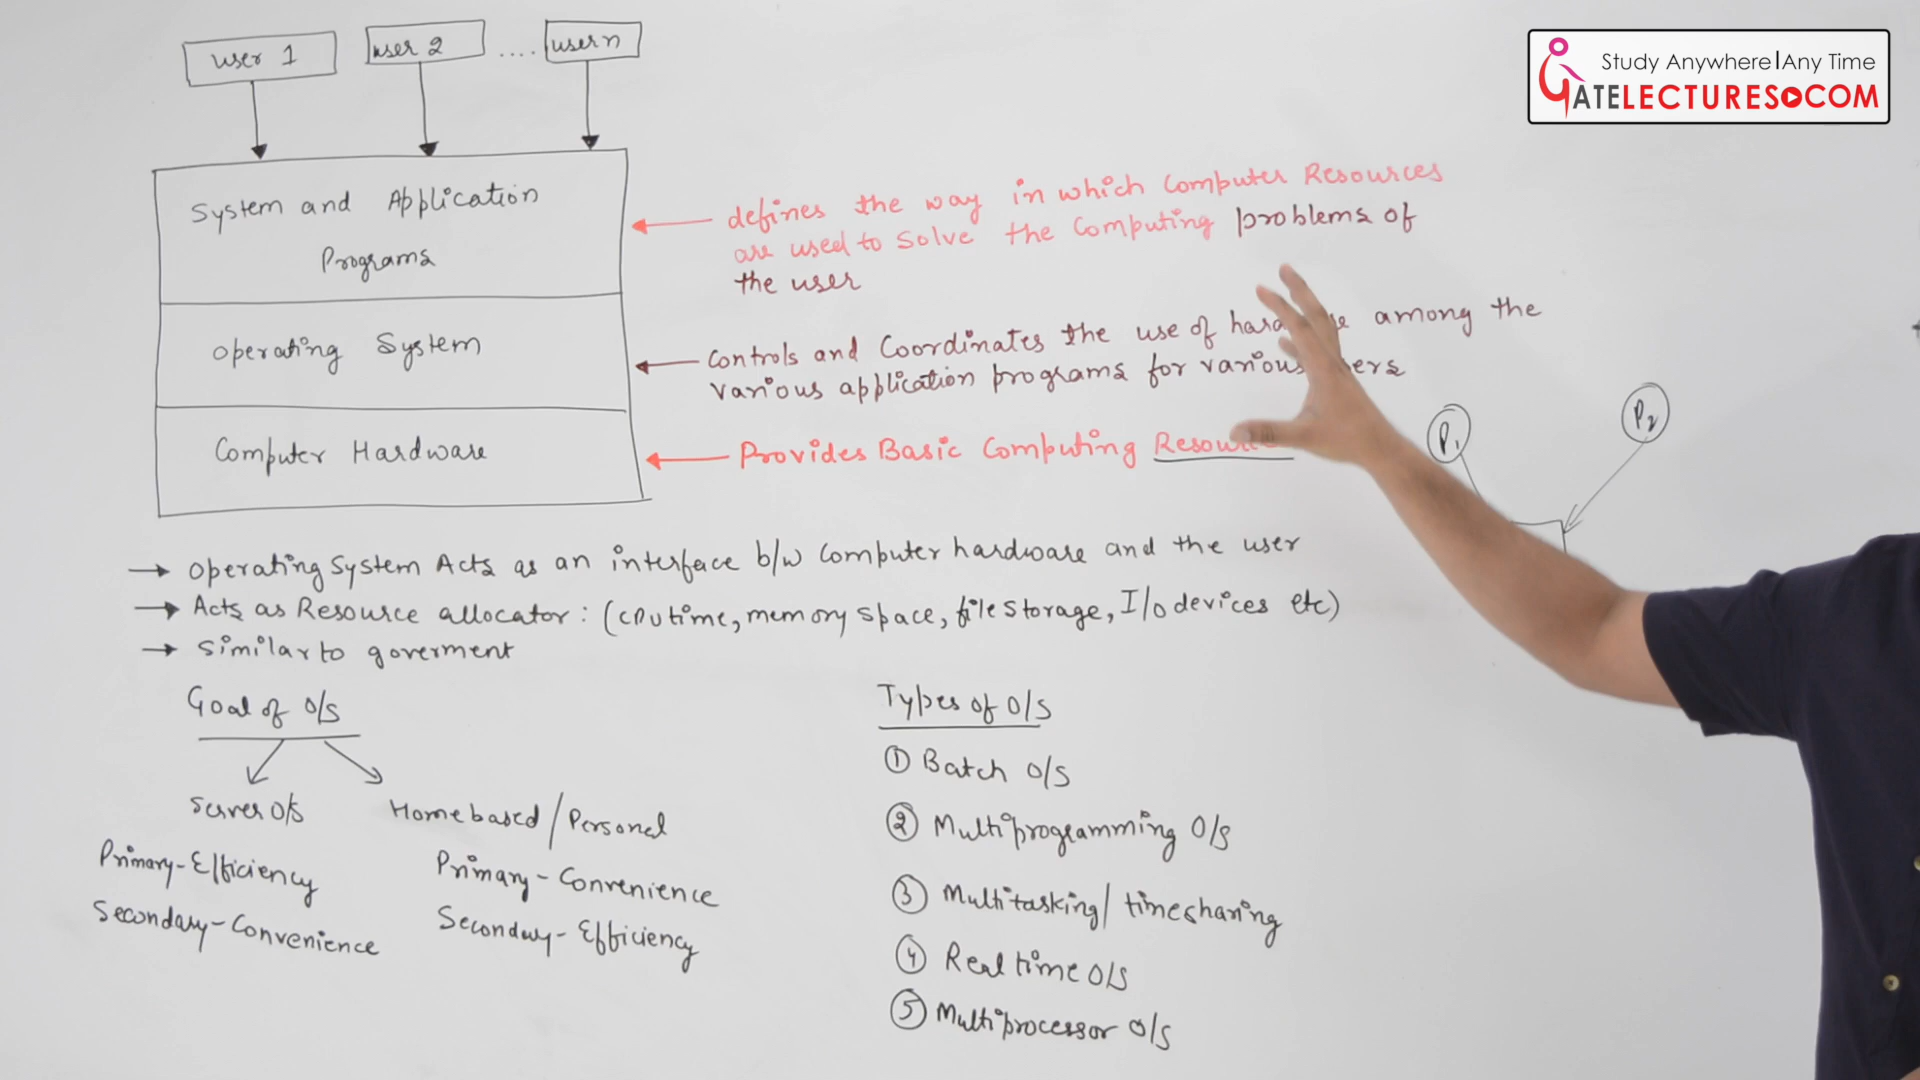 user 1
user 2
....
user n
Study Anywhere|Any Time
GATELECTURES.COM
System and Application
Programs
defines the way in which Computer Resources
are used to solve the Computing problems of
the user
Operating System
Controls and Coordinates the use of
among the
various application programs for various
Computer Hardware
Provides Basic Computing
P1
P2
→ Operating System Acts as an interface b/w Computer hardware and the user
→ Acts as Resource allocator : (CPU time, memory space, file storage, I/O devices etc)
→ Similar to goverment
Goal of O/S
Server O/S
Home based / Personal
Primary - Efficiency
Primary - Convenience
Secondary - Convenience
Secondary - Efficiency
Types of O/S
① Batch O/S
② Multiprogramming O/S
③ Multitasking / timesharing
④ Real time O/S
⑤ Multiprocessor O/S